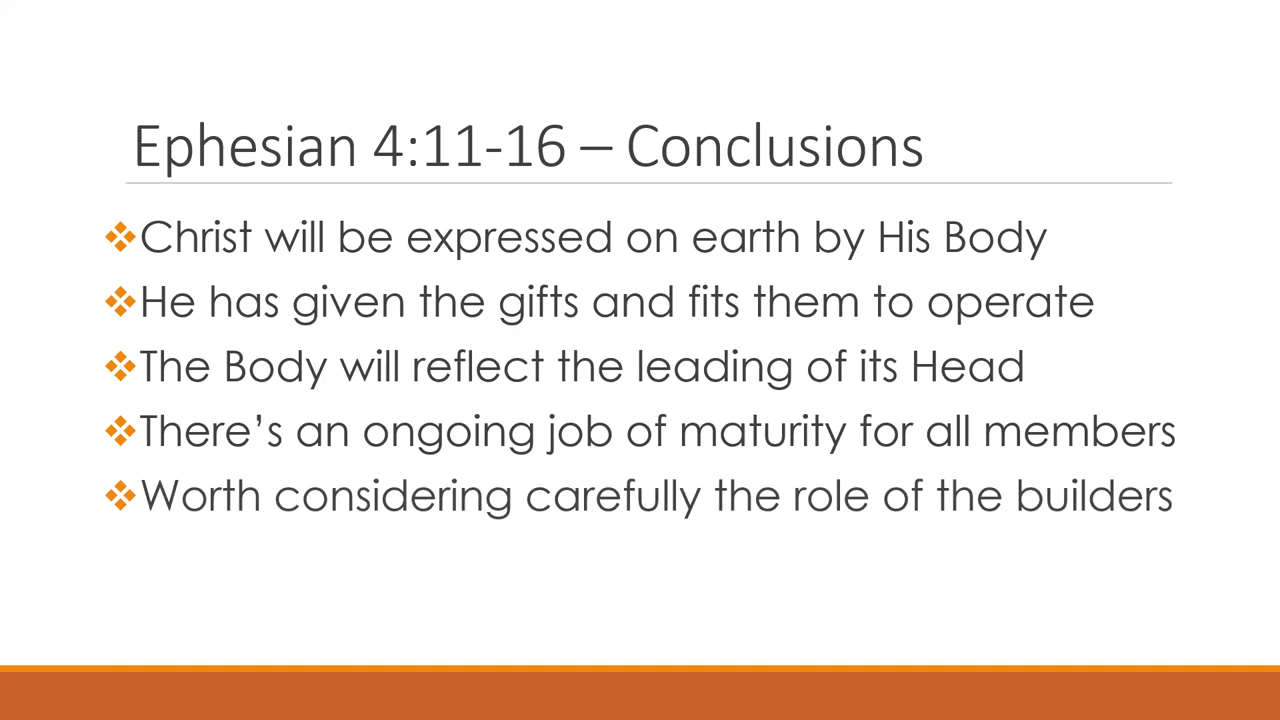 Ephesian 4:11-16 – Conclusions
❖Christ will be expressed on earth by His Body
❖He has given the gifts and fits them to operate
❖The Body will reflect the leading of its Head
❖There’s an ongoing job of maturity for all members
❖Worth considering carefully the role of the builders